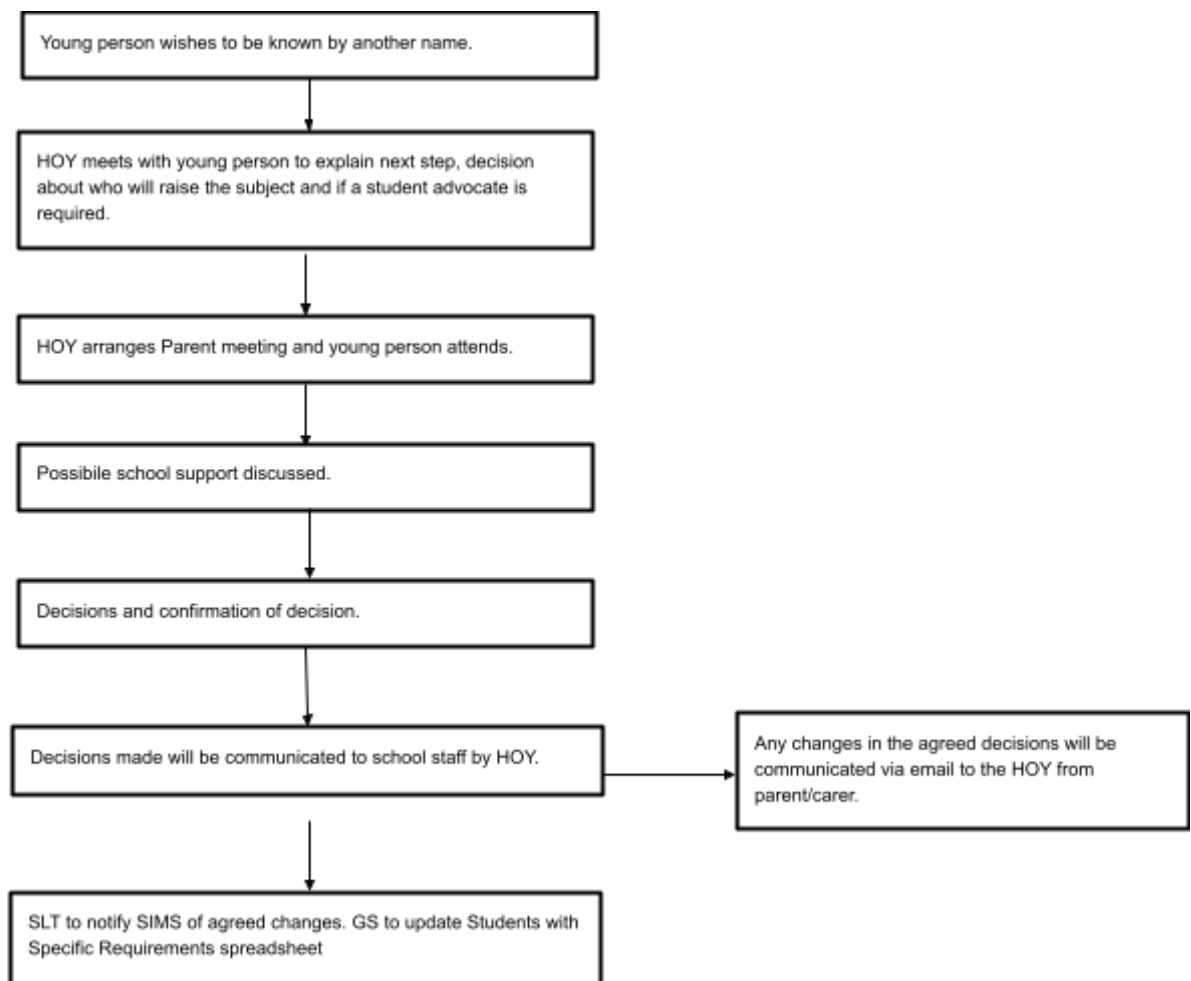 Young person wishes to be known by another name.
HOY meets with young person to explain next step, decision
about who will raise the subject and if a student advocate is
required.
HOY arranges Parent meeting and young person attends.
Possibile school support discussed.
Decisions and confirmation of decision.
Decisions made will be communicated to school staff by HOY.
Any changes in the agreed decisions will be
communicated via email to the HOY from
parent/carer.
SLT to notify SIMS of agreed changes. GS to update Students with
Specific Requirements spreadsheet